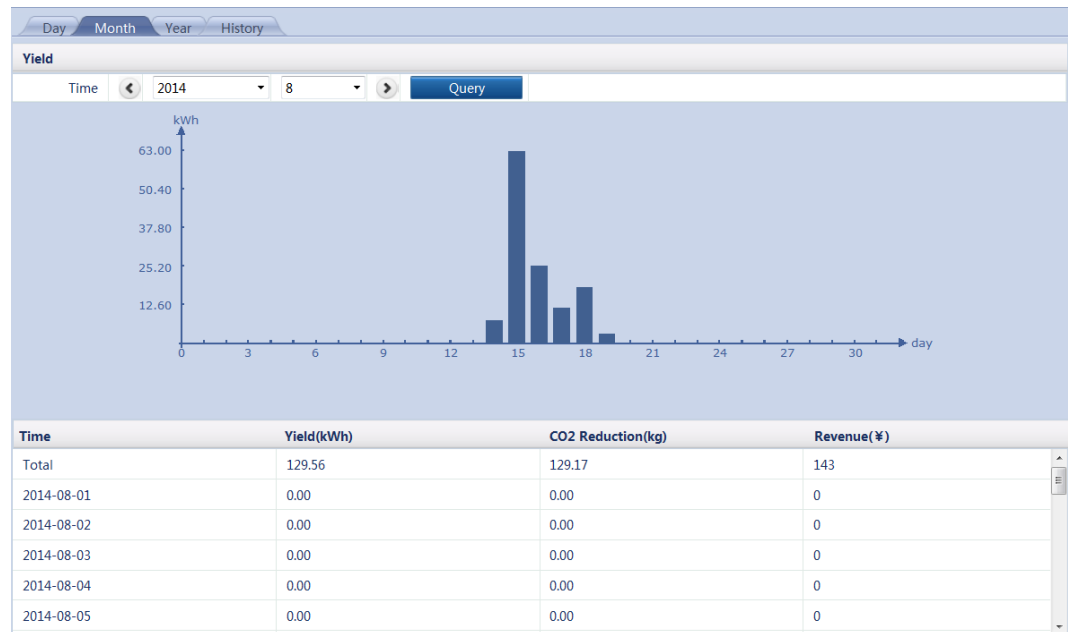 Day Month Year History
Yield
Time 2014 8 Query
kWh
63.00
50.40
37.80
25.20
12.60
0 3 6 9 12 15 18 21 24 27 30 day
Time Yield(kWh) CO2 Reduction(kg) Revenue(¥)
Total 129.56 129.17 143
2014-08-01 0.00 0.00 0
2014-08-02 0.00 0.00 0
2014-08-03 0.00 0.00 0
2014-08-04 0.00 0.00 0
2014-08-05 0.00 0.00 0